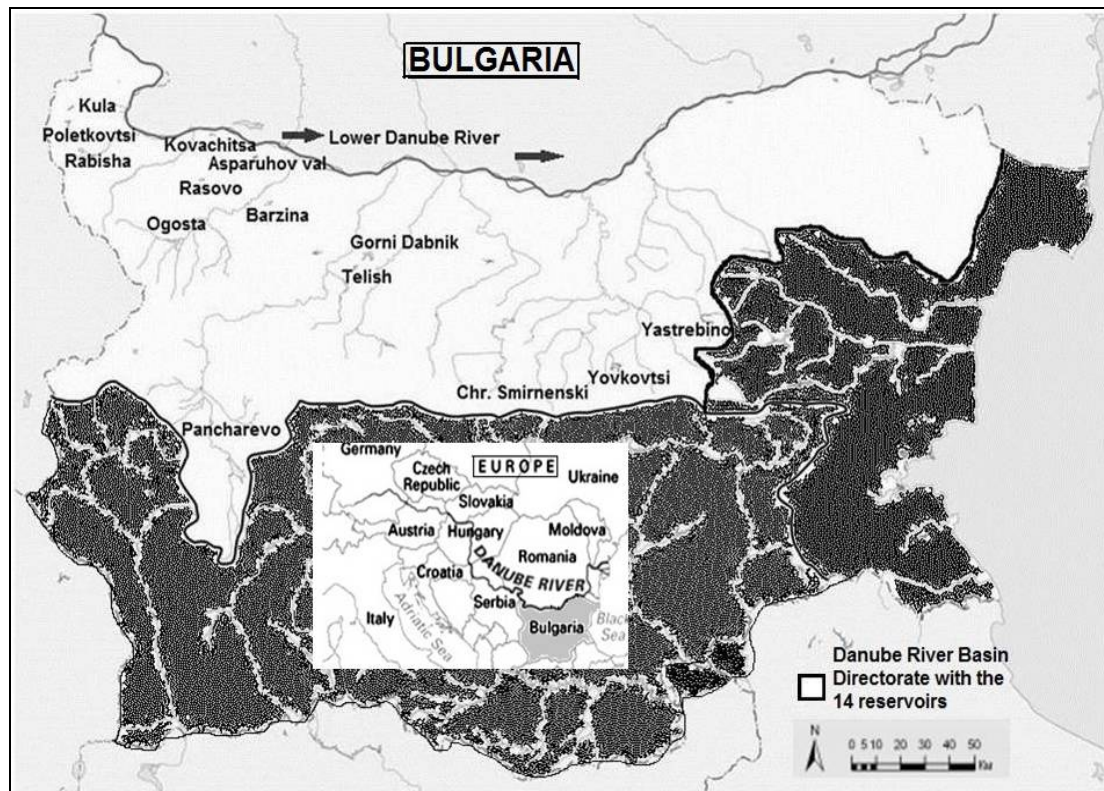 BULGARIA
Kula
Poletkovtsi
Rabisha
Kovachitsa
Asparuhov val
Lower Danube River
Rasovo
Ogosta
Barzina
Gorni Dabnik
Telish
Yastrebino
Yovkovtsi
Chr. Smirnenski
Pancharevo
EUROPE
Germany
Czech
Republic
Ukraine
Slovakia
Austria
Hungary
Moldova
Romania
DANUBE RIVER
Croatia
Serbia
Italy
Adriatic Sea
Bulgaria
Black
Sea
Danube River Basin
Directorate with the
14 reservoirs
N
0 5 10 20 30 40 50
Км